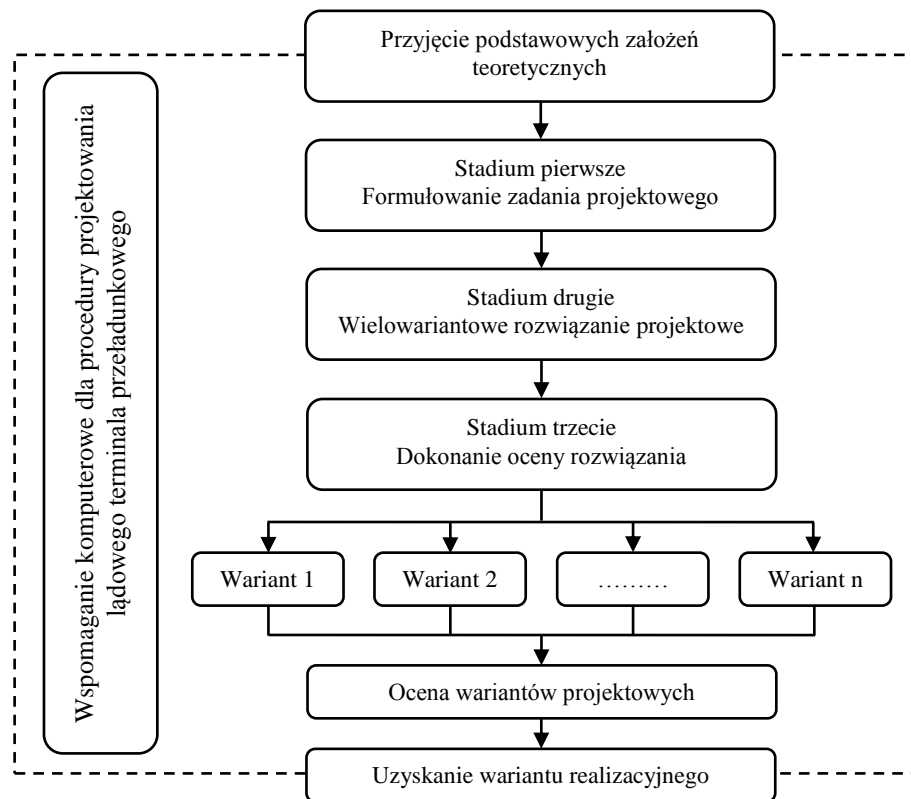 Przyjęcie podstawowych założeń
teoretycznych
Wspomaganie komputerowe dla procedury projektowania
lądowego terminala przeładunkowego
Stadium pierwsze
Formułowanie zadania projektowego
Stadium drugie
Wielowariantowe rozwiązanie projektowe
Stadium trzecie
Dokonanie oceny rozwiązania
Wariant 1
Wariant 2
………
Wariant n
Ocena wariantów projektowych
Uzyskanie wariantu realizacyjnego